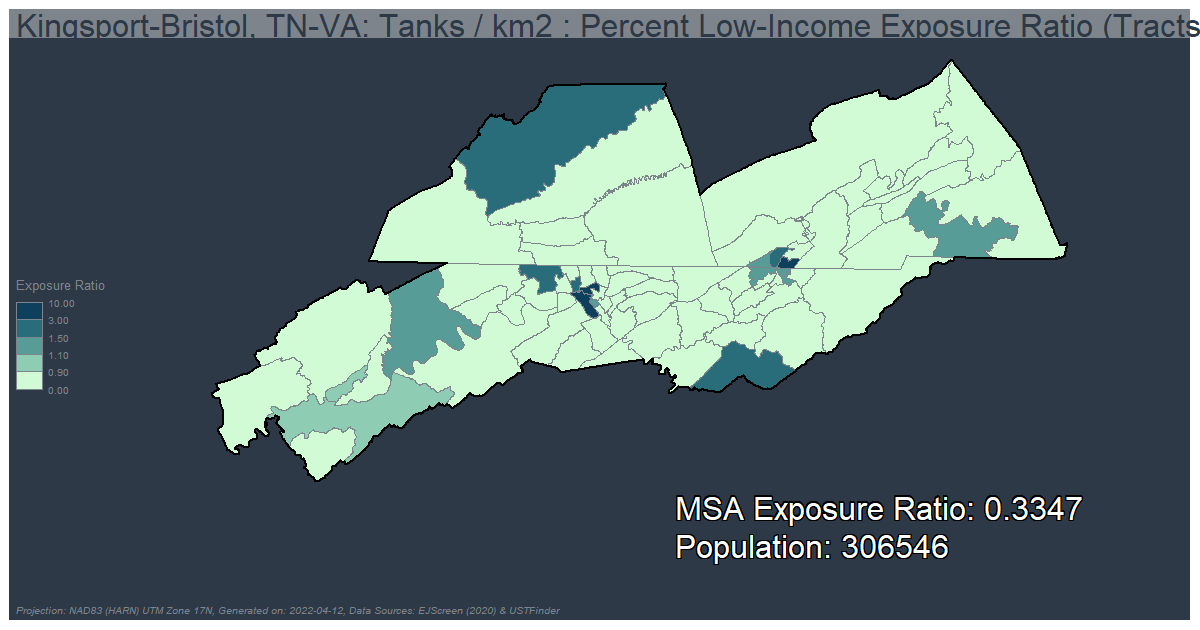 Kingsport-Bristol, TN-VA: Tanks / km2 : Percent Low-Income Exposure Ratio (Tracts
Exposure Ratio
10.00
3.00
1.50
1.10
0.90
0.00
MSA Exposure Ratio: 0.3347
Population: 306546
Projection: NAD83 (HARN) UTM Zone 17N, Generated on: 2022-04-12, Data Sources: EJScreen (2020) & USTFinder